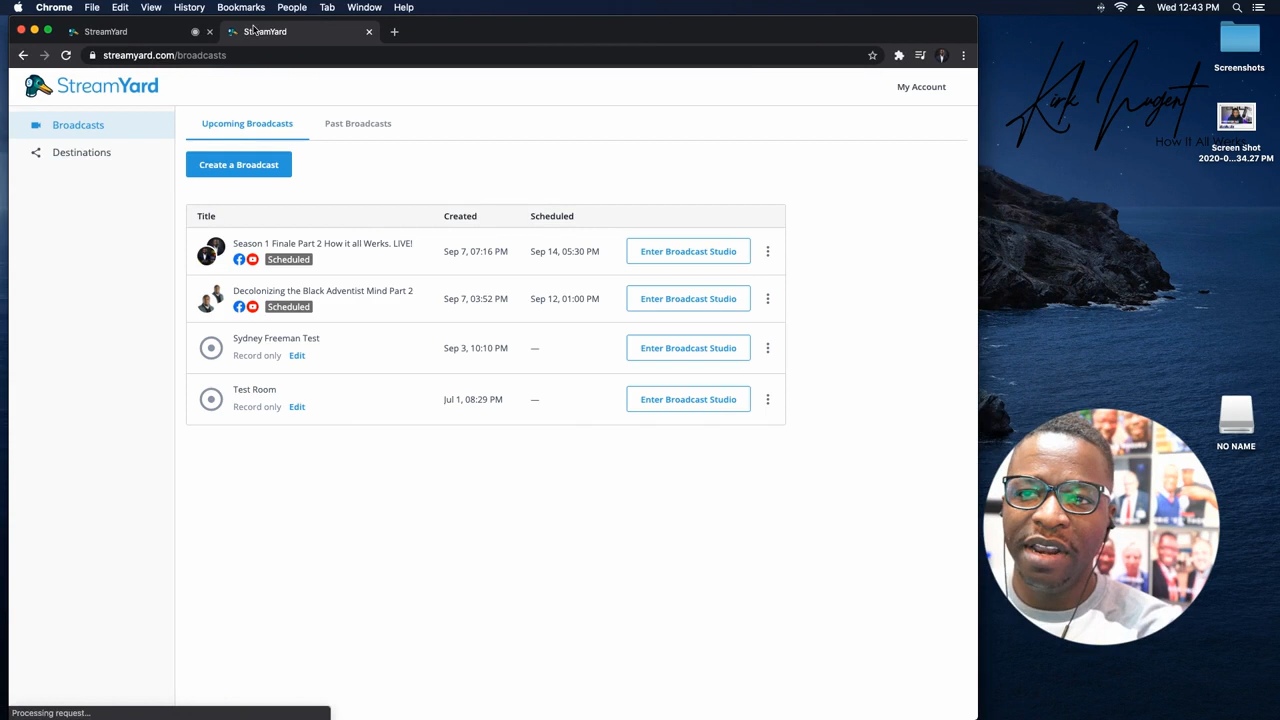 Chrome File Edit View History Bookmarks People Tab Window Help Wed 12:43 PM
StreamYard StreamYard
streamyard.com/broadcasts
StreamYard
My Account
Broadcasts
Destinations
Upcoming Broadcasts Past Broadcasts
Create a Broadcast
Title Created Scheduled
Season 1 Finale Part 2 How it all Werks. LIVE!
Scheduled
Sep 7, 07:16 PM Sep 14, 05:30 PM Enter Broadcast Studio
Decolonizing the Black Adventist Mind Part 2
Scheduled
Sep 7, 03:52 PM Sep 12, 01:00 PM Enter Broadcast Studio
Sydney Freeman Test
Record only Edit
Sep 3, 10:10 PM — Enter Broadcast Studio
Test Room
Record only Edit
Jul 1, 08:29 PM — Enter Broadcast Studio
Processing request...
Screenshots
Kirk Nugent
How It All Werks
Screen Shot
2020-0...34.27 PM
NO NAME